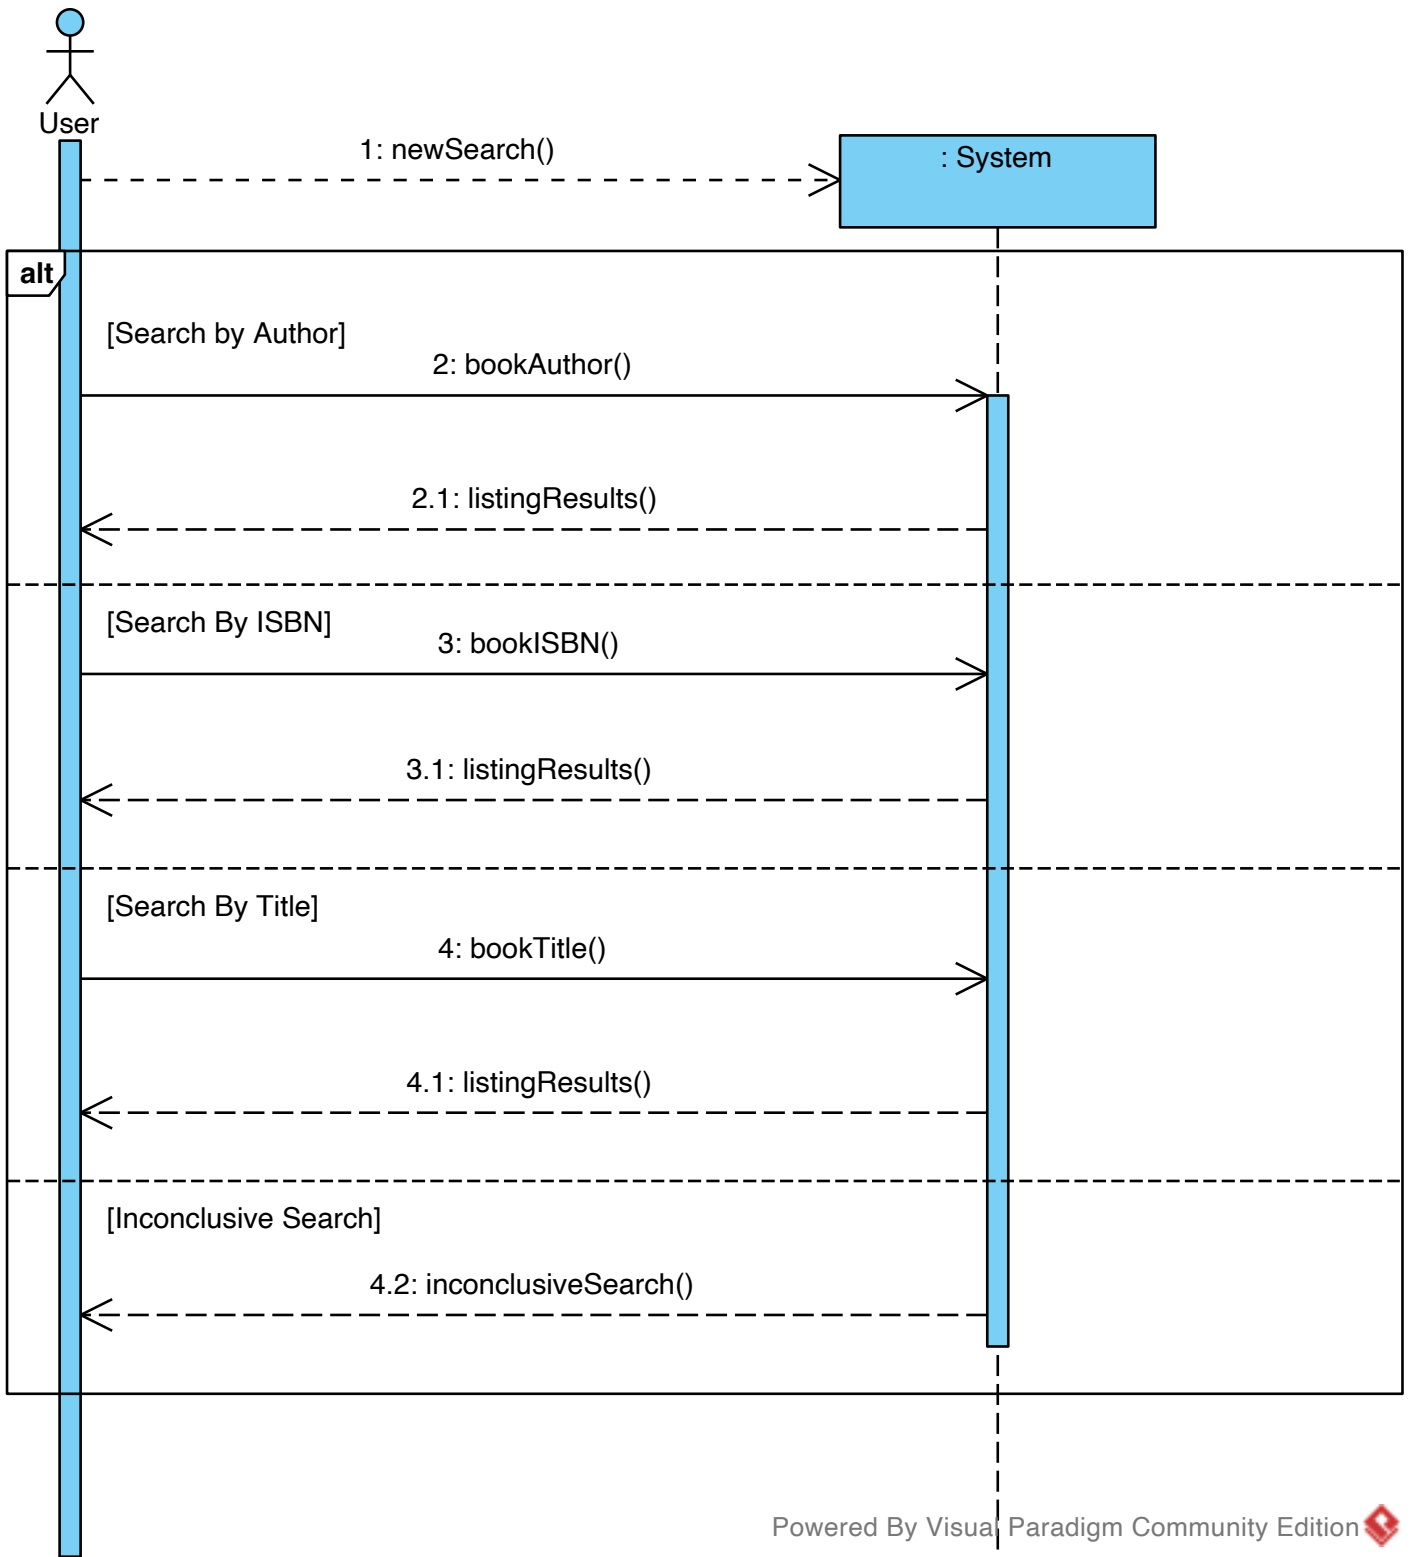 User
1: newSearch()
: System
alt
[Search by Author]
2: bookAuthor()
2.1: listingResults()
[Search By ISBN]
3: bookISBN()
3.1: listingResults()
[Search By Title]
4: bookTitle()
4.1: listingResults()
[Inconclusive Search]
4.2: inconclusiveSearch()
Powered By Visual Paradigm Community Edition